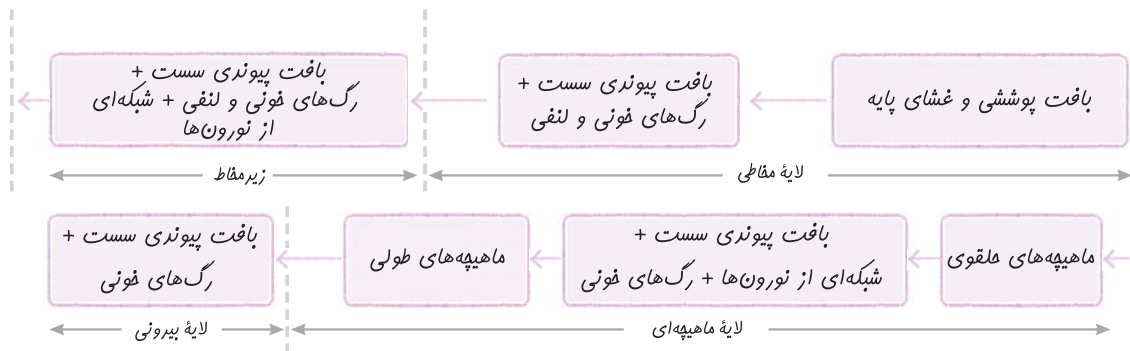 بافت پوششی و غشای پایه
بافت پیوندی سست +
رگ‌های خونی و لنفی
بافت پیوندی سست +
رگ‌های خونی و لنفی + شبکه‌ای
از نورون‌ها
لایهٔ مخاطی
زیرمخاط
ماهیچه‌های حلقوی
بافت پیوندی سست +
شبکه‌ای از نورون‌ها + رگ‌های خونی
ماهیچه‌های طولی
بافت پیوندی سست +
رگ‌های خونی
لایهٔ ماهیچه‌ای
لایهٔ بیرونی